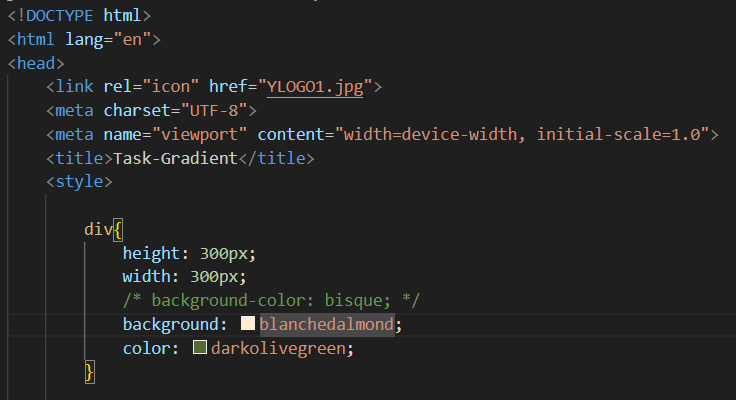 <!DOCTYPE html>
<html lang="en">
<head>
    <link rel="icon" href="YLOGO1.jpg">
    <meta charset="UTF-8">
    <meta name="viewport" content="width=device-width, initial-scale=1.0">
    <title>Task-Gradient</title>
    <style>

        div{
            height: 300px;
            width: 300px;
            /* background-color: bisque; */
            background: blanchedalmond;
            color: darkolivegreen;
        }